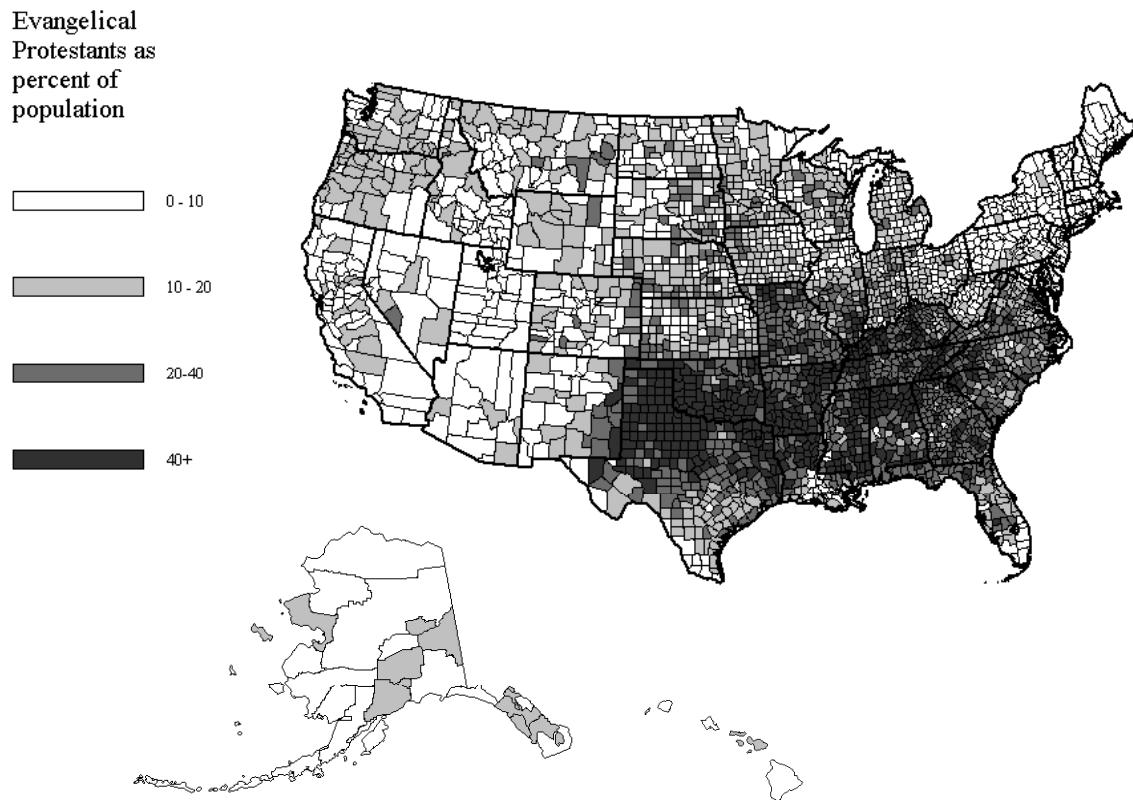 Evangelical
Protestants as
percent of
population
0 - 10
10 - 20
20-40
40+